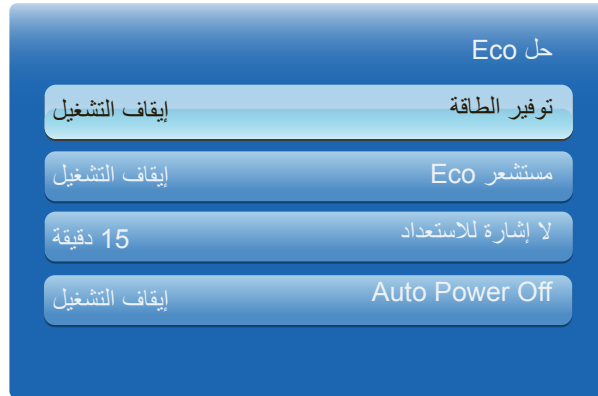 حل Eco
توفير الطاقة إيقاف التشغيل
مستشعر Eco إيقاف التشغيل
لا إشارة للاستعداد 15 دقيقة
Auto Power Off إيقاف التشغيل